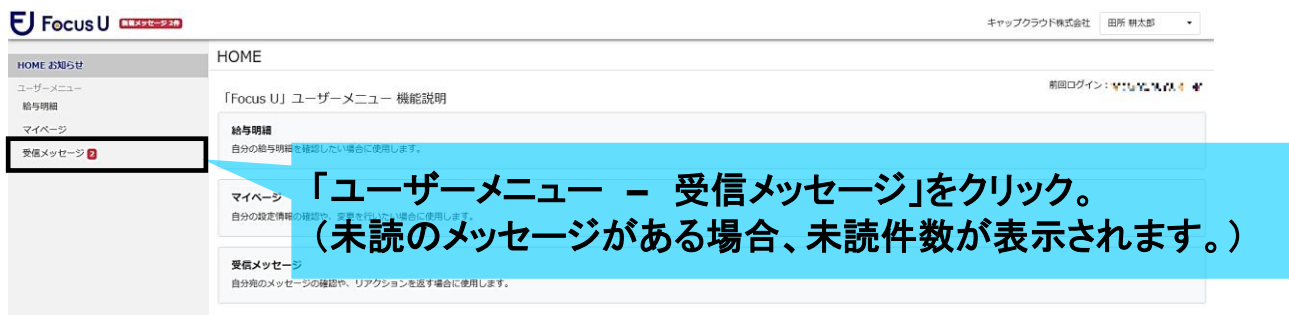 Focus U 新着メッセージ 2件
キャップクラウド株式会社 田所 耕太郎
HOME お知らせ
ユーザーメニュー
給与明細
マイページ
受信メッセージ 2
HOME
前回ログイン：
「Focus U」ユーザーメニュー 機能説明
給与明細
自分の給与明細を確認したい場合に使用します。
マイページ
自分の設定情報の確認や、変更を行いたい場合に使用します。
受信メッセージ
自分宛のメッセージの確認や、リアクションを返す場合に使用します。
「ユーザーメニュー － 受信メッセージ」をクリック。
（未読のメッセージがある場合、未読件数が表示されます。）